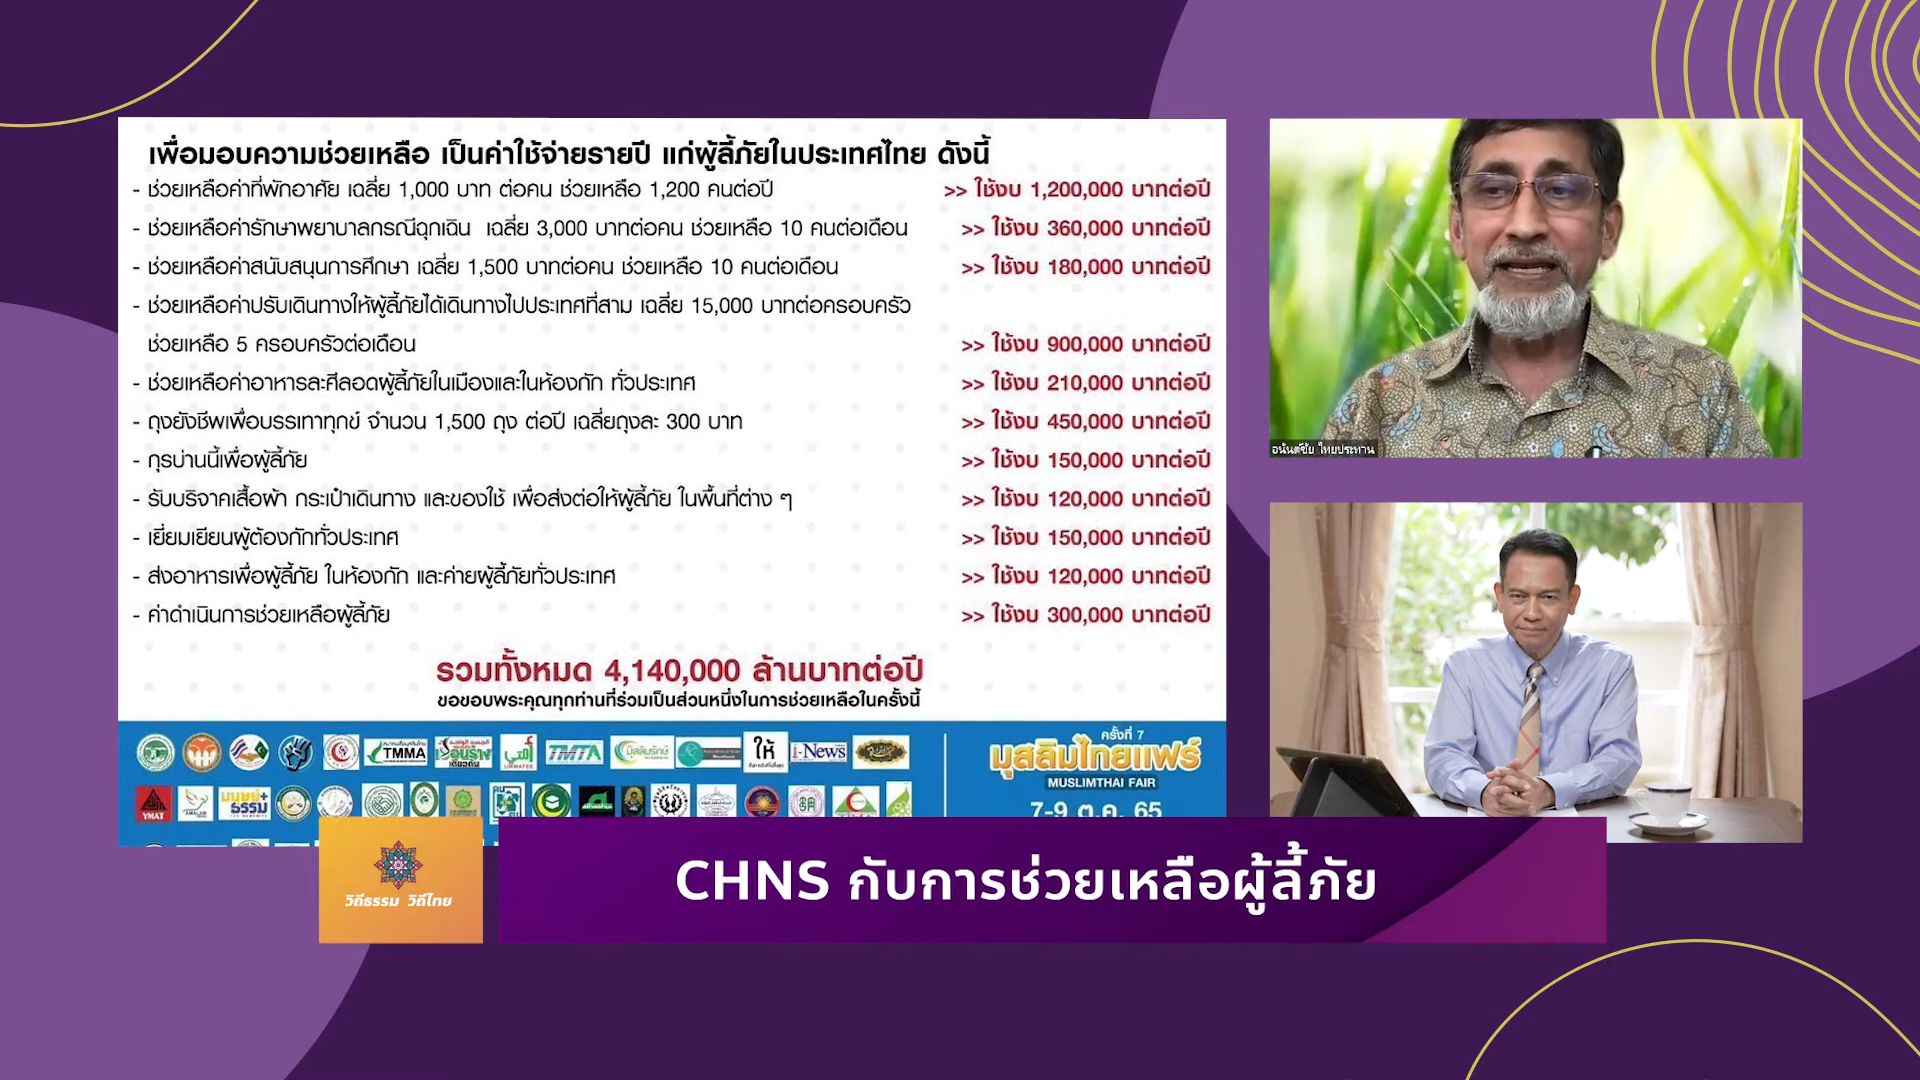 เพื่อมอบความช่วยเหลือ เป็นค่าใช้จ่ายรายปี แก่ผู้ลี้ภัยในประเทศไทย ดังนี้
- ช่วยเหลือค่าที่พักอาศัย เฉลี่ย 1,000 บาท ต่อคน ช่วยเหลือ 1,200 คนต่อปี >> ใช้งบ 1,200,000 บาทต่อปี
- ช่วยเหลือค่ารักษาพยาบาลกรณีฉุกเฉิน เฉลี่ย 3,000 บาทต่อคน ช่วยเหลือ 10 คนต่อเดือน >> ใช้งบ 360,000 บาทต่อปี
- ช่วยเหลือค่าสนับสนุนการศึกษา เฉลี่ย 1,500 บาทต่อคน ช่วยเหลือ 10 คนต่อเดือน >> ใช้งบ 180,000 บาทต่อปี
- ช่วยเหลือค่าปรับเดินทางให้ผู้ลี้ภัยได้เดินทางไปประเทศที่สาม เฉลี่ย 15,000 บาทต่อครอบครัว
ช่วยเหลือ 5 ครอบครัวต่อเดือน >> ใช้งบ 900,000 บาทต่อปี
- ช่วยเหลือค่าอาหารละศีลอดผู้ลี้ภัยในเมืองและในห้องกัก ทั่วประเทศ >> ใช้งบ 210,000 บาทต่อปี
- ถุงยังชีพเพื่อบรรเทาทุกข์ จำนวน 1,500 ถุง ต่อปี เฉลี่ยถุงละ 300 บาท >> ใช้งบ 450,000 บาทต่อปี
- กุรบ่านนี้เพื่อผู้ลี้ภัย >> ใช้งบ 150,000 บาทต่อปี
- รับบริจาคเสื้อผ้า กระเป๋าเดินทาง และของใช้ เพื่อส่งต่อให้ผู้ลี้ภัย ในพื้นที่ต่าง ๆ >> ใช้งบ 120,000 บาทต่อปี
- เยี่ยมเยียนผู้ต้องกักทั่วประเทศ >> ใช้งบ 150,000 บาทต่อปี
- ส่งอาหารเพื่อผู้ลี้ภัย ในห้องกัก และค่ายผู้ลี้ภัยทั่วประเทศ >> ใช้งบ 120,000 บาทต่อปี
- ค่าดำเนินการช่วยเหลือผู้ลี้ภัย >> ใช้งบ 300,000 บาทต่อปี
รวมทั้งหมด 4,140,000 ล้านบาทต่อปี
ขอขอบพระคุณทุกท่านที่ร่วมเป็นส่วนหนึ่งในการช่วยเหลือในครั้งนี้
TMMA TMTA มุสลิมรักษ์ ให้ i-News
YMAT มนุษย์+ธรรม
ครั้งที่ 7
มุสลิมไทยแฟร์
MUSLIMTHAI FAIR
7-9 ต.ค. 65
อนันต์ชัย ไทยประทาน
วิถีธรรม วิถีไทย
CHNS กับการช่วยเหลือผู้ลี้ภัย